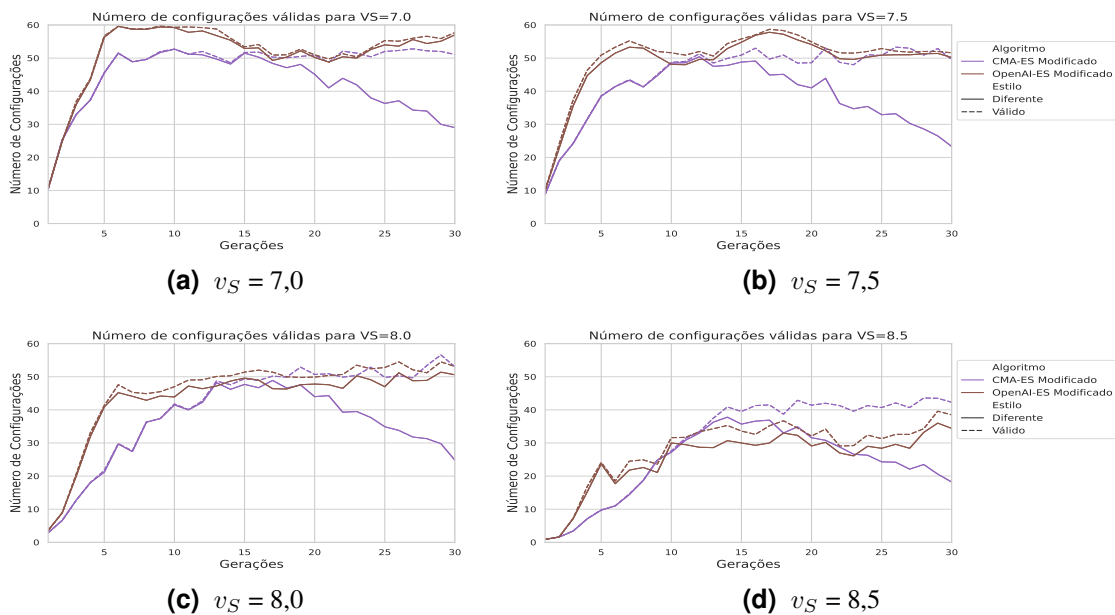 Número de configurações válidas para VS=7.0
Número de Configurações
60
50
40
30
20
10
0
5
10
15
20
25
30
Gerações
(a) vS = 7,0
Número de configurações válidas para VS=7.5
Número de Configurações
60
50
40
30
20
10
0
5
10
15
20
25
30
Gerações
(b) vS = 7,5
Algoritmo
CMA-ES Modificado
OpenAI-ES Modificado
Estilo
Diferente
Válido
Número de configurações válidas para VS=8.0
Número de Configurações
60
50
40
30
20
10
0
5
10
15
20
25
30
Gerações
(c) vS = 8,0
Número de configurações válidas para VS=8.5
Número de Configurações
60
50
40
30
20
10
0
5
10
15
20
25
30
Gerações
(d) vS = 8,5
Algoritmo
CMA-ES Modificado
OpenAI-ES Modificado
Estilo
Diferente
Válido